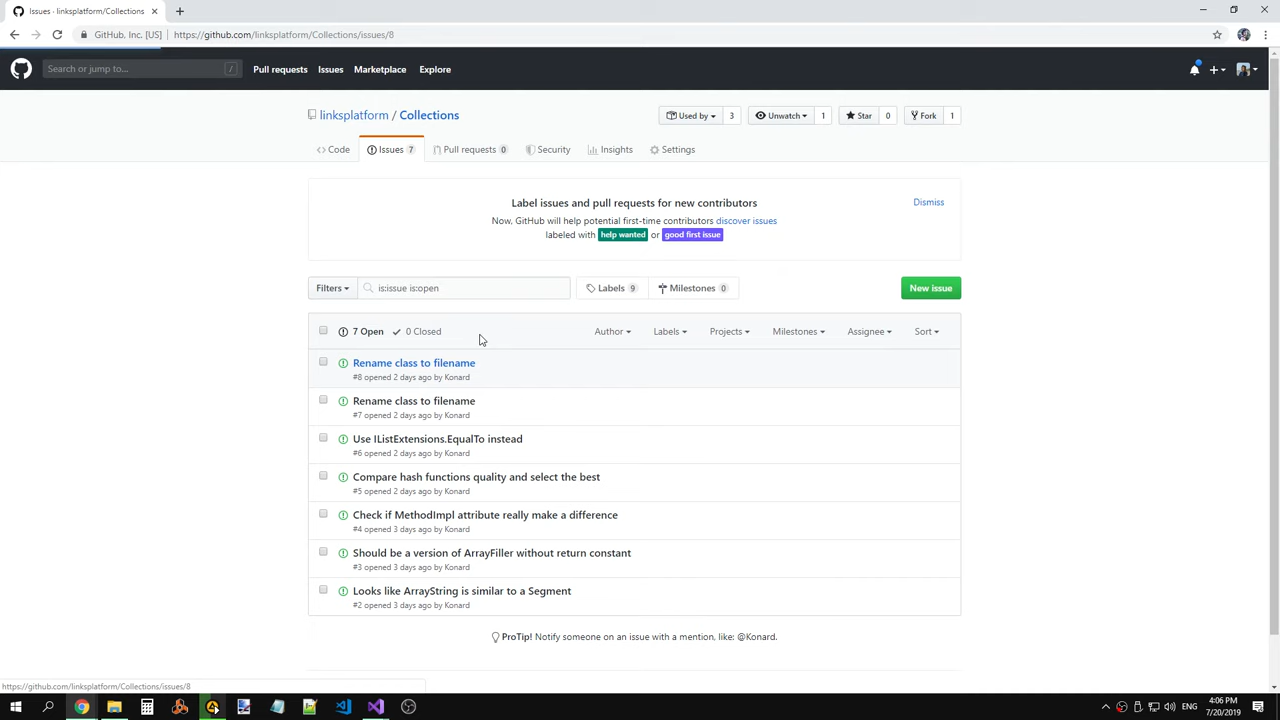 Issues · linksplatform/Collections
GitHub, Inc. [US] https://github.com/linksplatform/Collections/issues/8
Search or jump to... / Pull requests Issues Marketplace Explore
linksplatform / Collections
Used by 3 Unwatch 1 Star 0 Fork 1
Code Issues 7 Pull requests 0 Security Insights Settings
Label issues and pull requests for new contributors
Dismiss
Now, GitHub will help potential first-time contributors discover issues
labeled with help wanted or good first issue
Filters is:issue is:open Labels 9 Milestones 0 New issue
7 Open 0 Closed Author Labels Projects Milestones Assignee Sort
Rename class to filename
#8 opened 2 days ago by Konard
Rename class to filename
#7 opened 2 days ago by Konard
Use IListExtensions.EqualTo instead
#6 opened 2 days ago by Konard
Compare hash functions quality and select the best
#5 opened 2 days ago by Konard
Check if MethodImpl attribute really make a difference
#4 opened 3 days ago by Konard
Should be a version of ArrayFiller without return constant
#3 opened 3 days ago by Konard
Looks like ArrayString is similar to a Segment
#2 opened 3 days ago by Konard
ProTip! Notify someone on an issue with a mention, like: @Konard.
https://github.com/linksplatform/Collections/issues/8
ENG
4:06 PM
7/20/2019